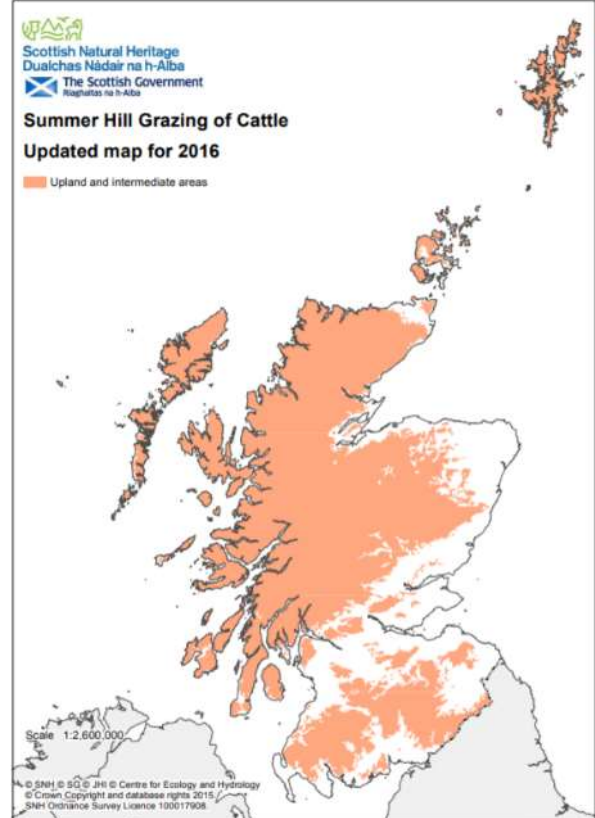 Scottish Natural Heritage
Dualchas Nàdair na h-Alba
The Scottish Government
Riaghaltas na h-Alba
Summer Hill Grazing of Cattle
Updated map for 2016
Upland and intermediate areas
Scale 1:2,600,000
© SNH © SG © JHI © Centre for Ecology and Hydrology
© Crown Copyright and database rights 2015.
SNH Ordnance Survey Licence 100017908.